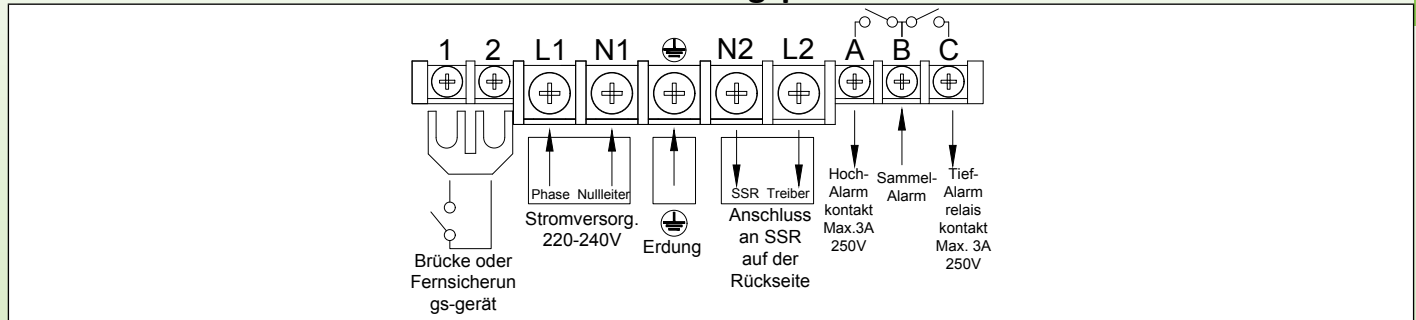 1 2 L1 N1 N2 L2 A B C
Phase Nullleiter
Stromversorg.
220-240V
Erdung
SSR Treiber
Anschluss
an SSR
auf der
Rückseite
Hoch-
Alarm
kontakt
Max.3A
250V
Sammel-
Alarm
Tief-
Alarm
relais
kontakt
Max. 3A
250V
Brücke oder
Fernsicherun
gs-gerät